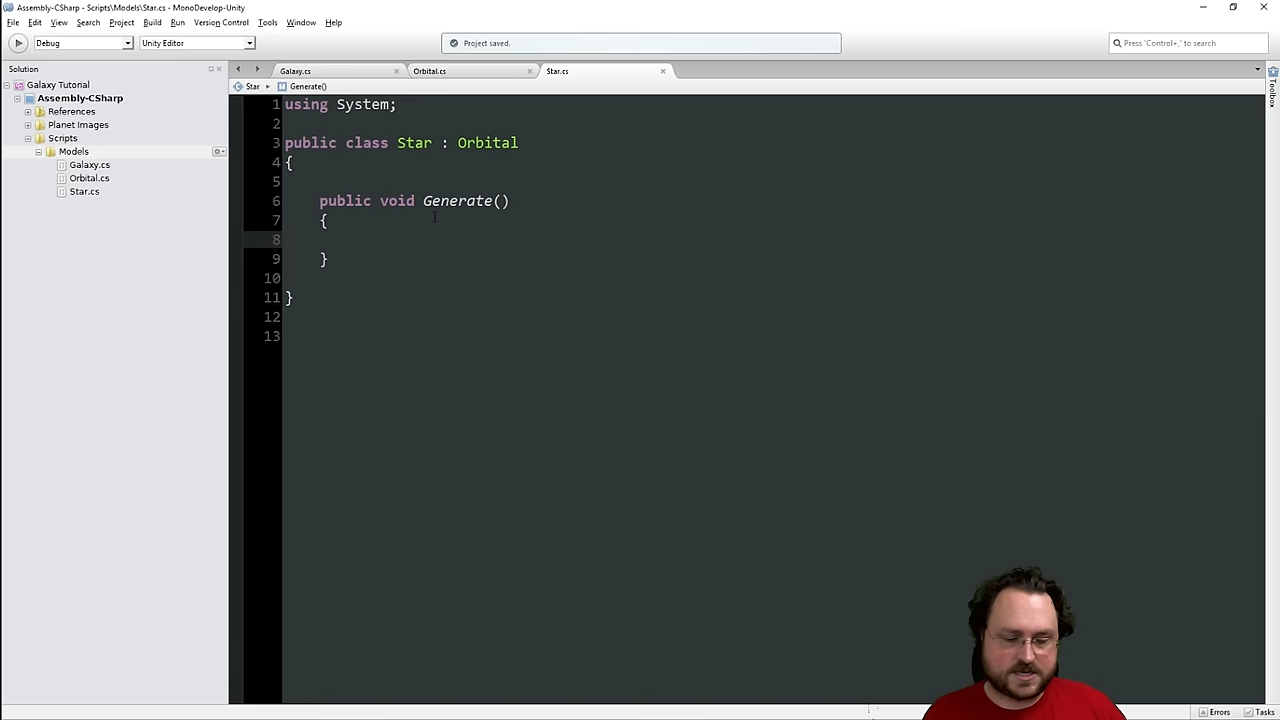 Assembly-CSharp - Scripts\Models\Star.cs - MonoDevelop-Unity
File Edit View Search Project Build Run Version Control Tools Window Help
Debug Unity Editor Project saved. Press 'Control+,' to search
Solution Galaxy.cs Orbital.cs Star.cs
Galaxy Tutorial Star Generate()
Assembly-CSharp
References
Planet Images
Scripts
Models
Galaxy.cs
Orbital.cs
Star.cs
1 using System;
2
3 public class Star : Orbital
4 {
5
6 public void Generate()
7 {
8
9 }
10
11 }
12
13
Toolbox
Errors Tasks